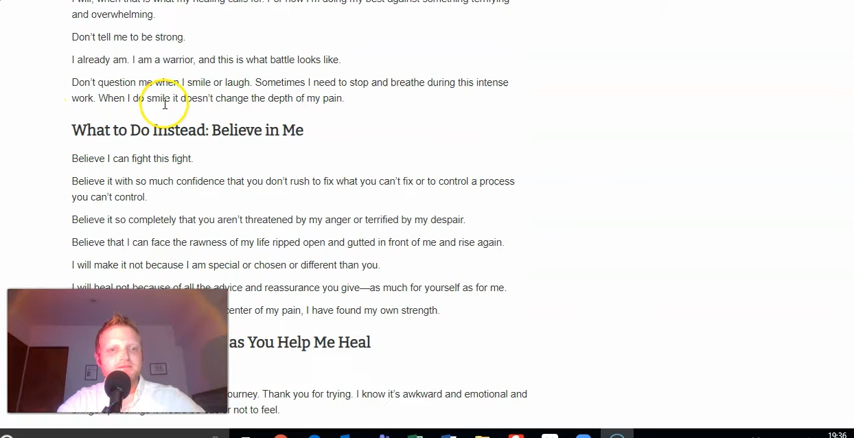 and overwhelming.
Don't tell me to be strong.
I already am. I am a warrior, and this is what battle looks like.
Don't question me when I smile or laugh. Sometimes I need to stop and breathe during this intense
work. When I do smile it doesn't change the depth of my pain.
What to Do Instead: Believe in Me
Believe I can fight this fight.
Believe it with so much confidence that you don't rush to fix what you can't fix or to control a process
you can't control.
Believe it so completely that you aren't threatened by my anger or terrified by my despair.
Believe that I can face the rawness of my life ripped open and gutted in front of me and rise again.
I will make it not because I am special or chosen or different than you.
I will heal not because of all the advice and reassurance you give—as much for yourself as for me.
center of my pain, I have found my own strength.
as You Help Me Heal
ourney. Thank you for trying. I know it's awkward and emotional and
r not to feel.
19:36